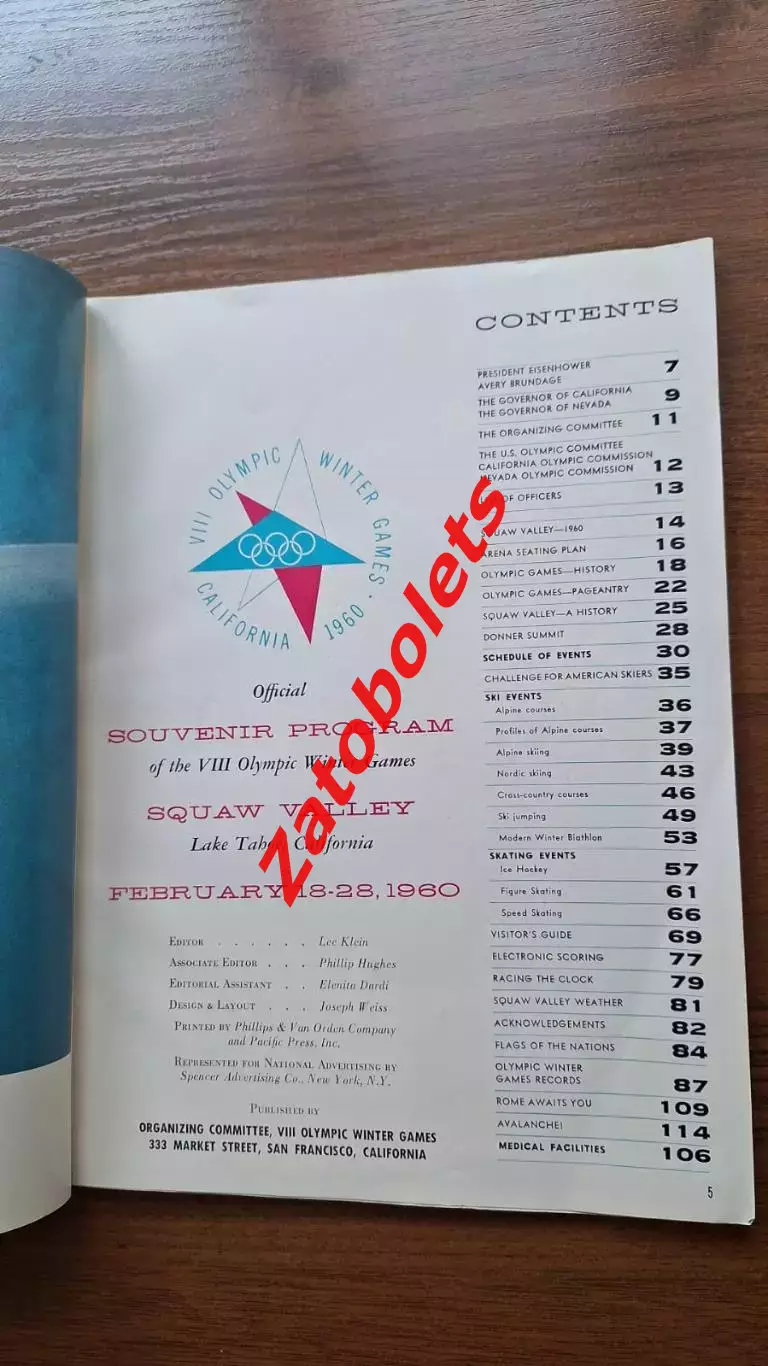 VIII OLYMPIC WINTER GAMES · CALIFORNIA 1960 ·
Official
SOUVENIR PROGRAM
of the VIII Olympic Winter Games
SQUAW VALLEY
Lake Tahoe, California
FEBRUARY 18-28, 1960
EDITOR . . . . . . Lee Klein
ASSOCIATE EDITOR . . . Phillip Hughes
EDITORIAL ASSISTANT . . Elenita Dardi
DESIGN & LAYOUT . . . Joseph Weiss
PRINTED BY Phillips & Van Orden Company
and Pacific Press, Inc.
REPRESENTED FOR NATIONAL ADVERTISING BY
Spencer Advertising Co., New York, N.Y.
PUBLISHED BY
ORGANIZING COMMITTEE, VIII OLYMPIC WINTER GAMES
333 MARKET STREET, SAN FRANCISCO, CALIFORNIA
CONTENTS
PRESIDENT EISENHOWER
AVERY BRUNDAGE 7
THE GOVERNOR OF CALIFORNIA
THE GOVERNOR OF NEVADA 9
THE ORGANIZING COMMITTEE 11
THE U.S. OLYMPIC COMMITTEE
CALIFORNIA OLYMPIC COMMISSION
NEVADA OLYMPIC COMMISSION 12
OF OFFICERS 13
SQUAW VALLEY—1960 14
ARENA SEATING PLAN 16
OLYMPIC GAMES—HISTORY 18
OLYMPIC GAMES—PAGEANTRY 22
SQUAW VALLEY—A HISTORY 25
DONNER SUMMIT 28
SCHEDULE OF EVENTS 30
CHALLENGE FOR AMERICAN SKIERS 35
SKI EVENTS
Alpine courses 36
Profiles of Alpine courses 37
Alpine skiing 39
Nordic skiing 43
Cross-country courses 46
Ski jumping 49
Modern Winter Biathlon 53
SKATING EVENTS
Ice Hockey 57
Figure Skating 61
Speed Skating 66
VISITOR'S GUIDE 69
ELECTRONIC SCORING 77
RACING THE CLOCK 79
SQUAW VALLEY WEATHER 81
ACKNOWLEDGEMENTS 82
FLAGS OF THE NATIONS 84
OLYMPIC WINTER
GAMES RECORDS 87
ROME AWAITS YOU 109
AVALANCHE! 114
MEDICAL FACILITIES 106
5
Zatobolets